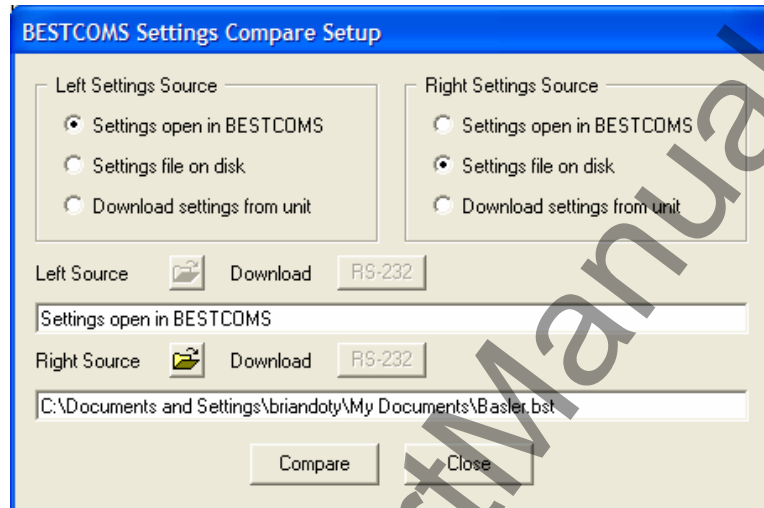 BESTCOMS Settings Compare Setup
Left Settings Source
Settings open in BESTCOMS
Settings file on disk
Download settings from unit
Right Settings Source
Settings open in BESTCOMS
Settings file on disk
Download settings from unit
Left Source Download RS-232
Settings open in BESTCOMS
Right Source Download RS-232
C:\Documents and Settings\briandoty\My Documents\Basler.bst
Compare Close